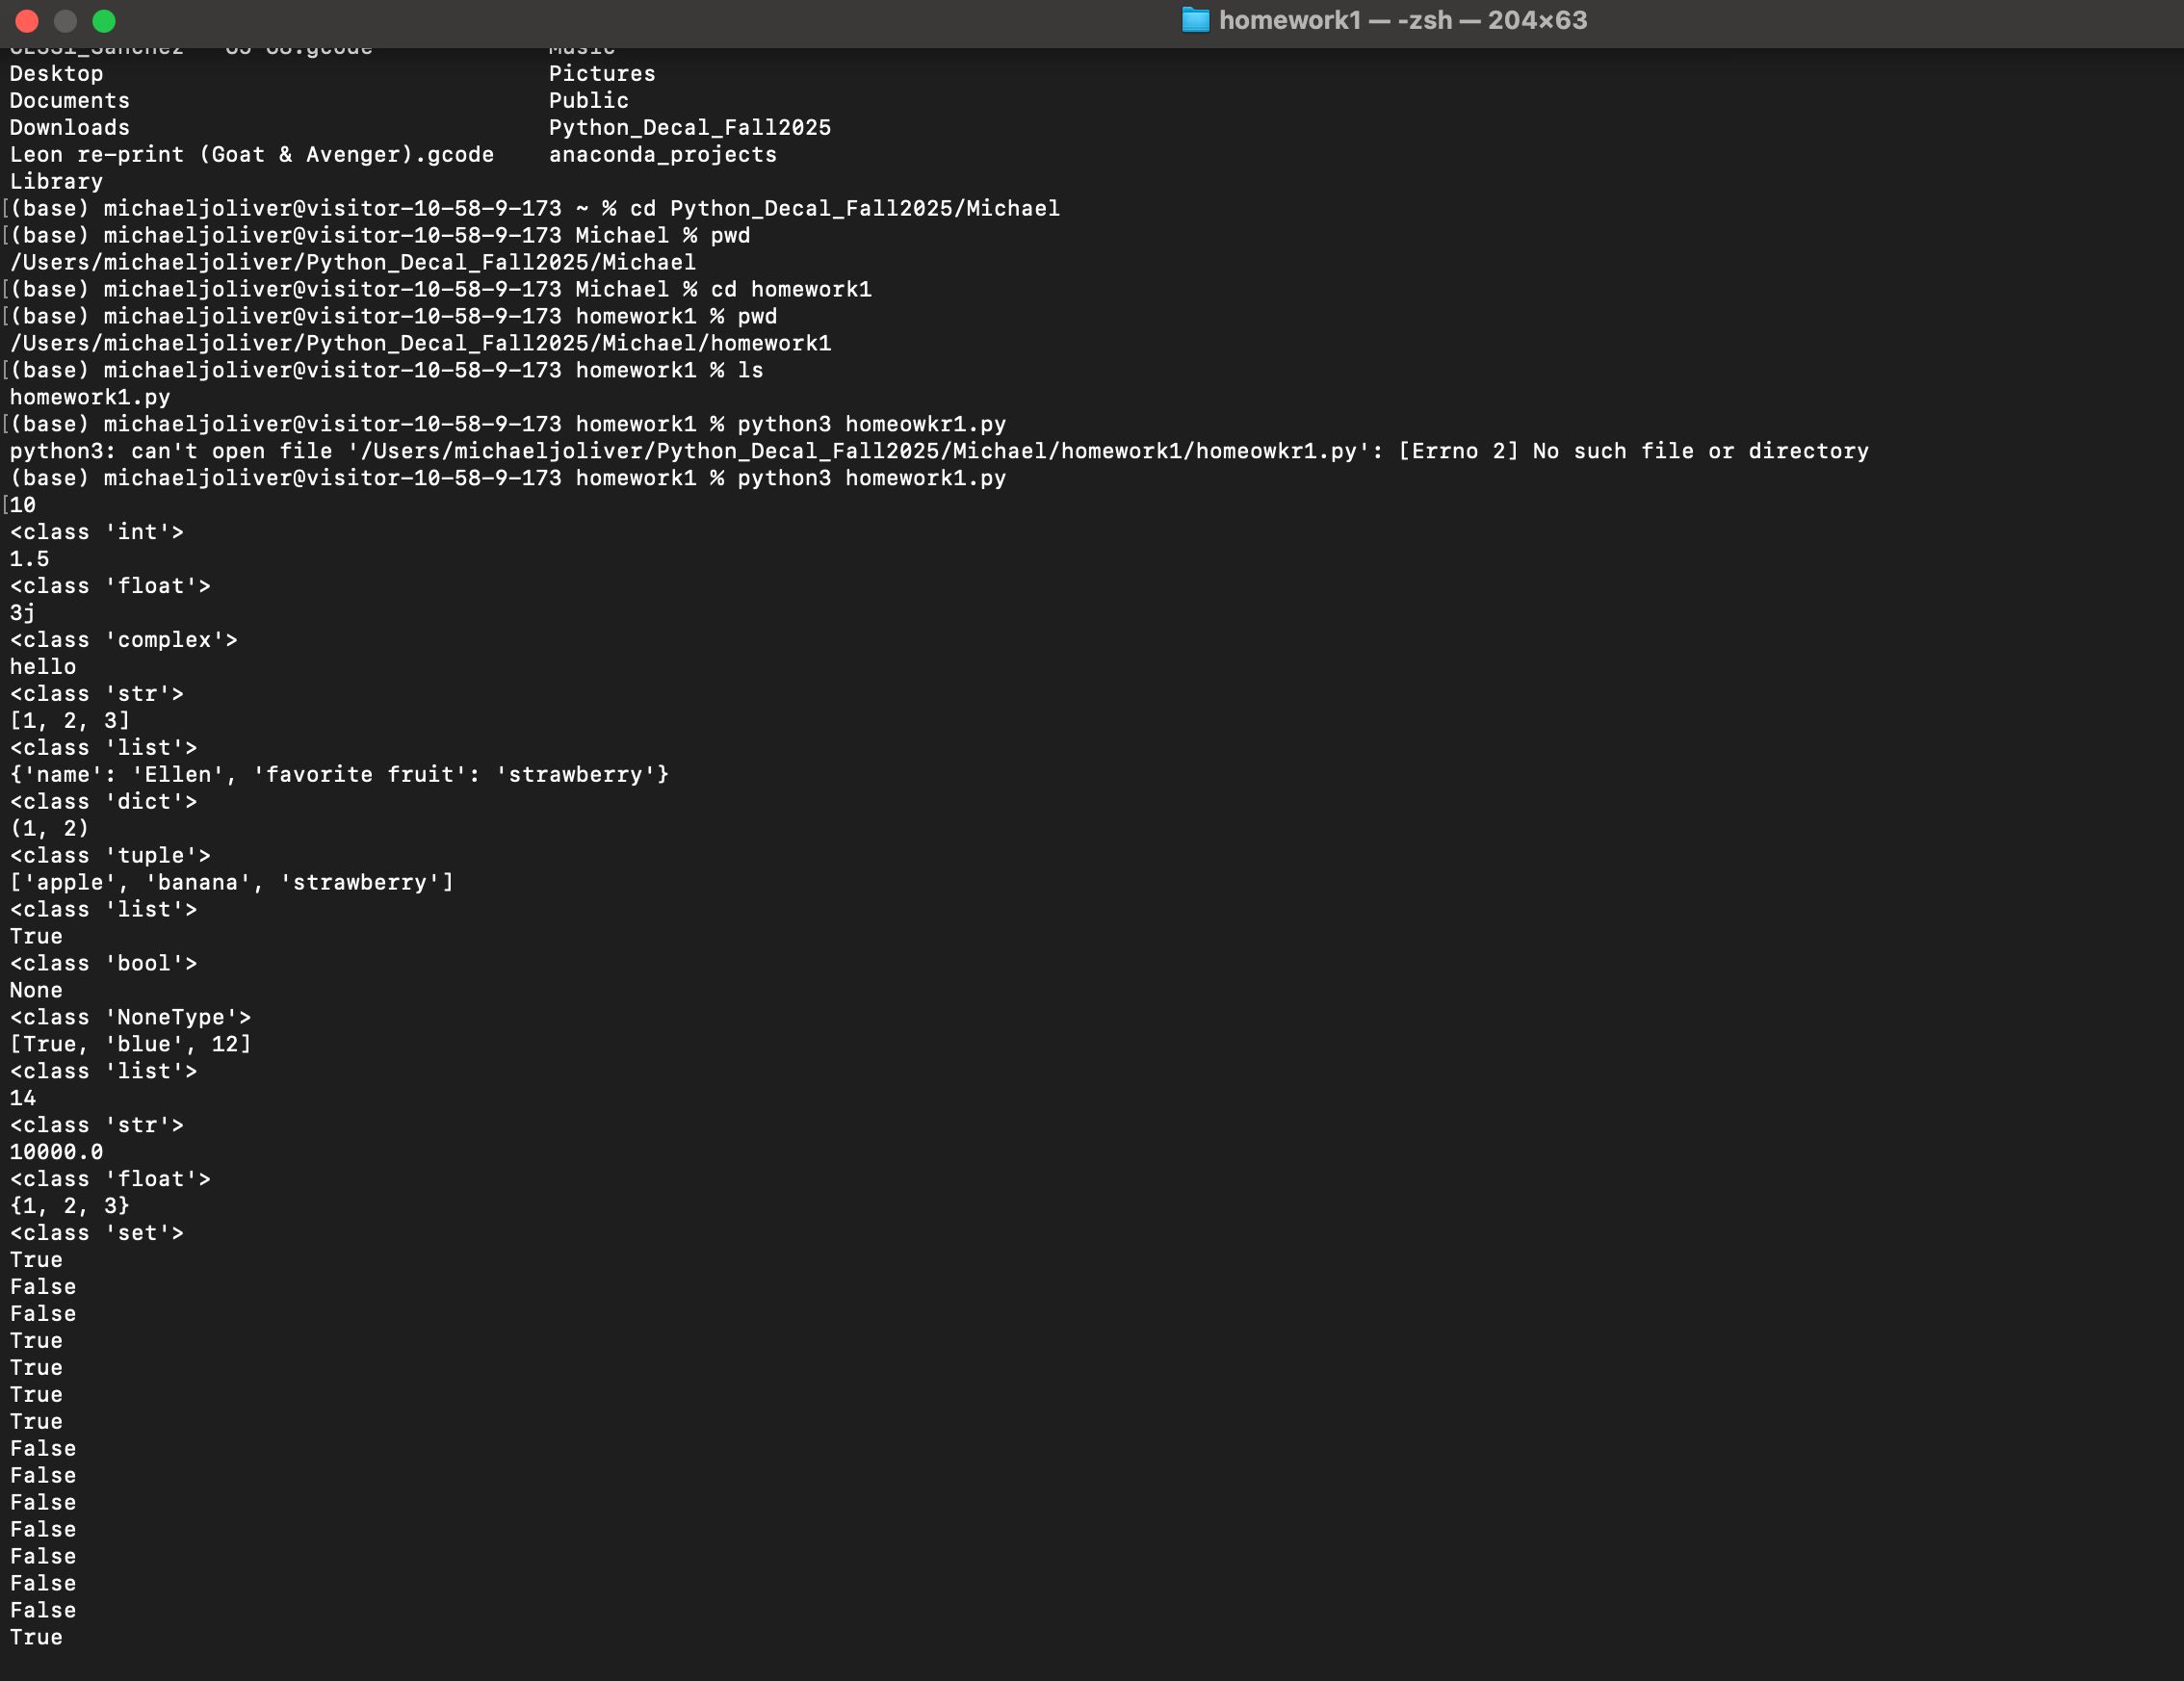 homework1 — -zsh — 204×63
Music
Desktop Pictures
Documents Public
Downloads Python_Decal_Fall2025
Leon re-print (Goat & Avenger).gcode anaconda_projects
Library
[(base) michaeljoliver@visitor-10-58-9-173 ~ % cd Python_Decal_Fall2025/Michael
[(base) michaeljoliver@visitor-10-58-9-173 Michael % pwd
/Users/michaeljoliver/Python_Decal_Fall2025/Michael
[(base) michaeljoliver@visitor-10-58-9-173 Michael % cd homework1
[(base) michaeljoliver@visitor-10-58-9-173 homework1 % pwd
/Users/michaeljoliver/Python_Decal_Fall2025/Michael/homework1
[(base) michaeljoliver@visitor-10-58-9-173 homework1 % ls
homework1.py
[(base) michaeljoliver@visitor-10-58-9-173 homework1 % python3 homeowkr1.py
python3: can't open file '/Users/michaeljoliver/Python_Decal_Fall2025/Michael/homework1/homeowkr1.py': [Errno 2] No such file or directory
(base) michaeljoliver@visitor-10-58-9-173 homework1 % python3 homework1.py
[10
<class 'int'>
1.5
<class 'float'>
3j
<class 'complex'>
hello
<class 'str'>
[1, 2, 3]
<class 'list'>
{'name': 'Ellen', 'favorite fruit': 'strawberry'}
<class 'dict'>
(1, 2)
<class 'tuple'>
['apple', 'banana', 'strawberry']
<class 'list'>
True
<class 'bool'>
None
<class 'NoneType'>
[True, 'blue', 12]
<class 'list'>
14
<class 'str'>
10000.0
<class 'float'>
{1, 2, 3}
<class 'set'>
True
False
False
True
True
True
True
False
False
False
False
False
False
False
True